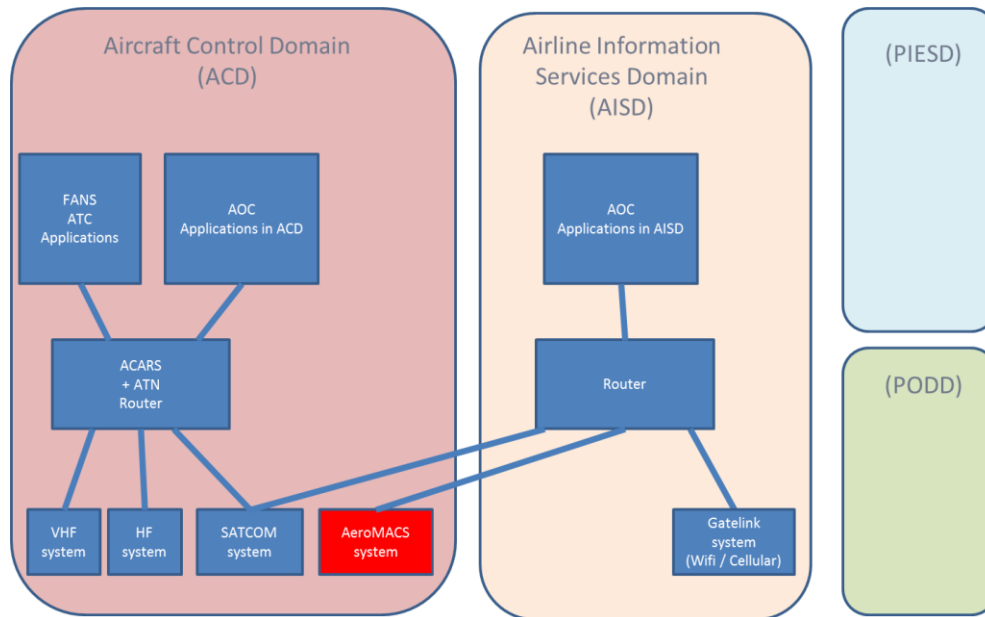 Aircraft Control Domain
(ACD)
Airline Information
Services Domain
(AISD)
(PIESD)
(PODD)
FANS
ATC
Applications
AOC
Applications in ACD
AOC
Applications in AISD
ACARS
+ ATN
Router
Router
VHF
system
HF
system
SATCOM
system
AeroMACS
system
Gatelink
system
(Wifi / Cellular)